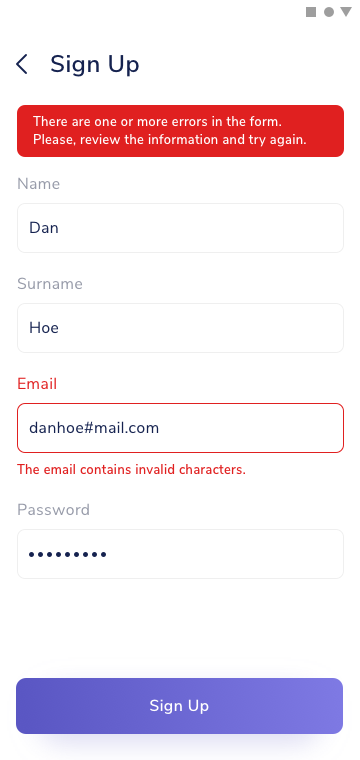 Sign Up
There are one or more errors in the form.
Please, review the information and try again.
Name
Dan
Surname
Hoe
Email
danhoe#mail.com
The email contains invalid characters.
Password
•••••••••
Sign Up